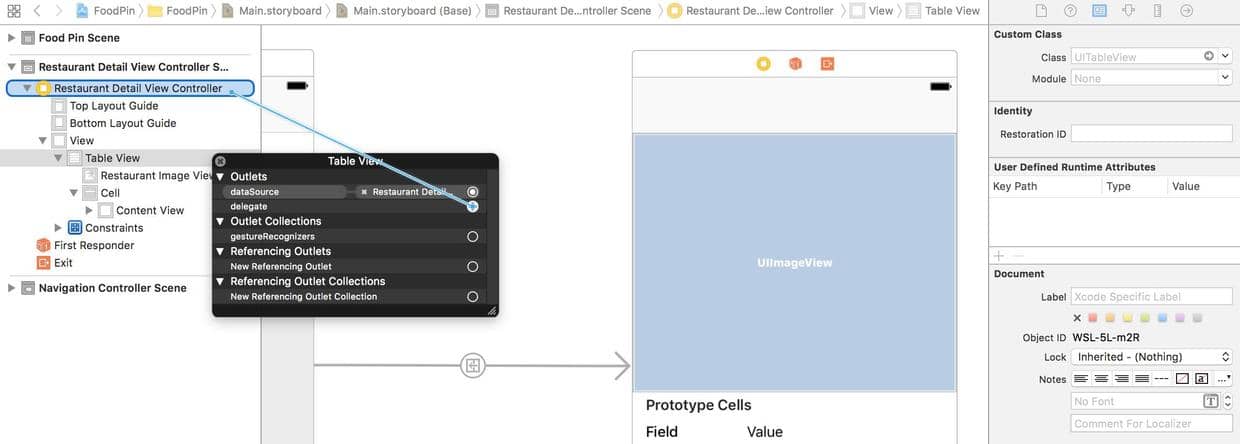 FoodPin FoodPin Main.storyboard Main.storyboard (Base) Restaurant De...ntroller Scene Restaurant De...iew Controller View Table View
Food Pin Scene
Restaurant Detail View Controller S...
Restaurant Detail View Controller
Top Layout Guide
Bottom Layout Guide
View
Table View
Restaurant Image View
Cell
Content View
Constraints
First Responder
Exit
Navigation Controller Scene
Table View
Outlets
dataSource Restaurant Detail...
delegate
Outlet Collections
gestureRecognizers
Referencing Outlets
New Referencing Outlet
Referencing Outlet Collections
New Referencing Outlet Collection
UIImageView
Prototype Cells
Field Value
Custom Class
Class UITableView
Module None
Identity
Restoration ID
User Defined Runtime Attributes
Key Path Type Value
Document
Label Xcode Specific Label
Object ID WSL-5L-m2R
Lock Inherited - (Nothing)
Notes
No Font
Comment For Localizer